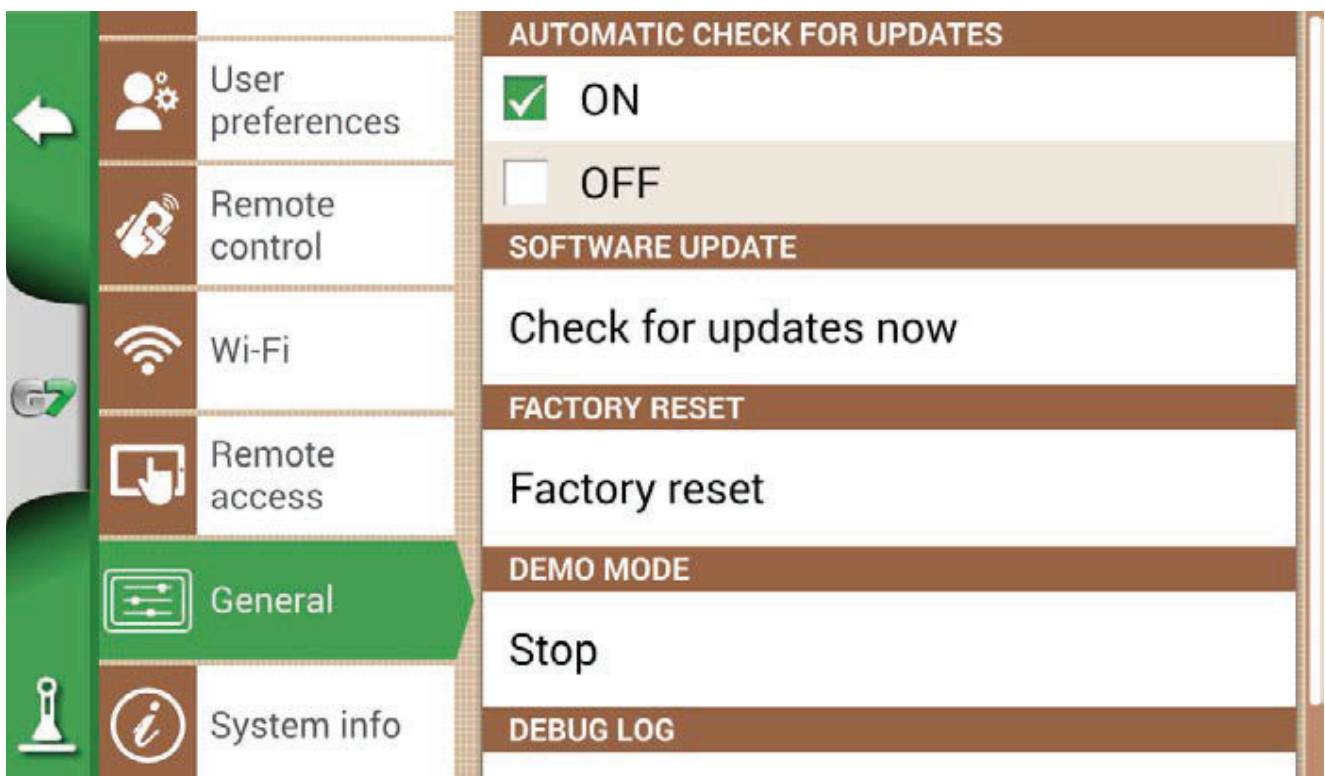 G7
User
preferences
Remote
control
Wi-Fi
Remote
access
General
System info
AUTOMATIC CHECK FOR UPDATES
ON
OFF
SOFTWARE UPDATE
Check for updates now
FACTORY RESET
Factory reset
DEMO MODE
Stop
DEBUG LOG